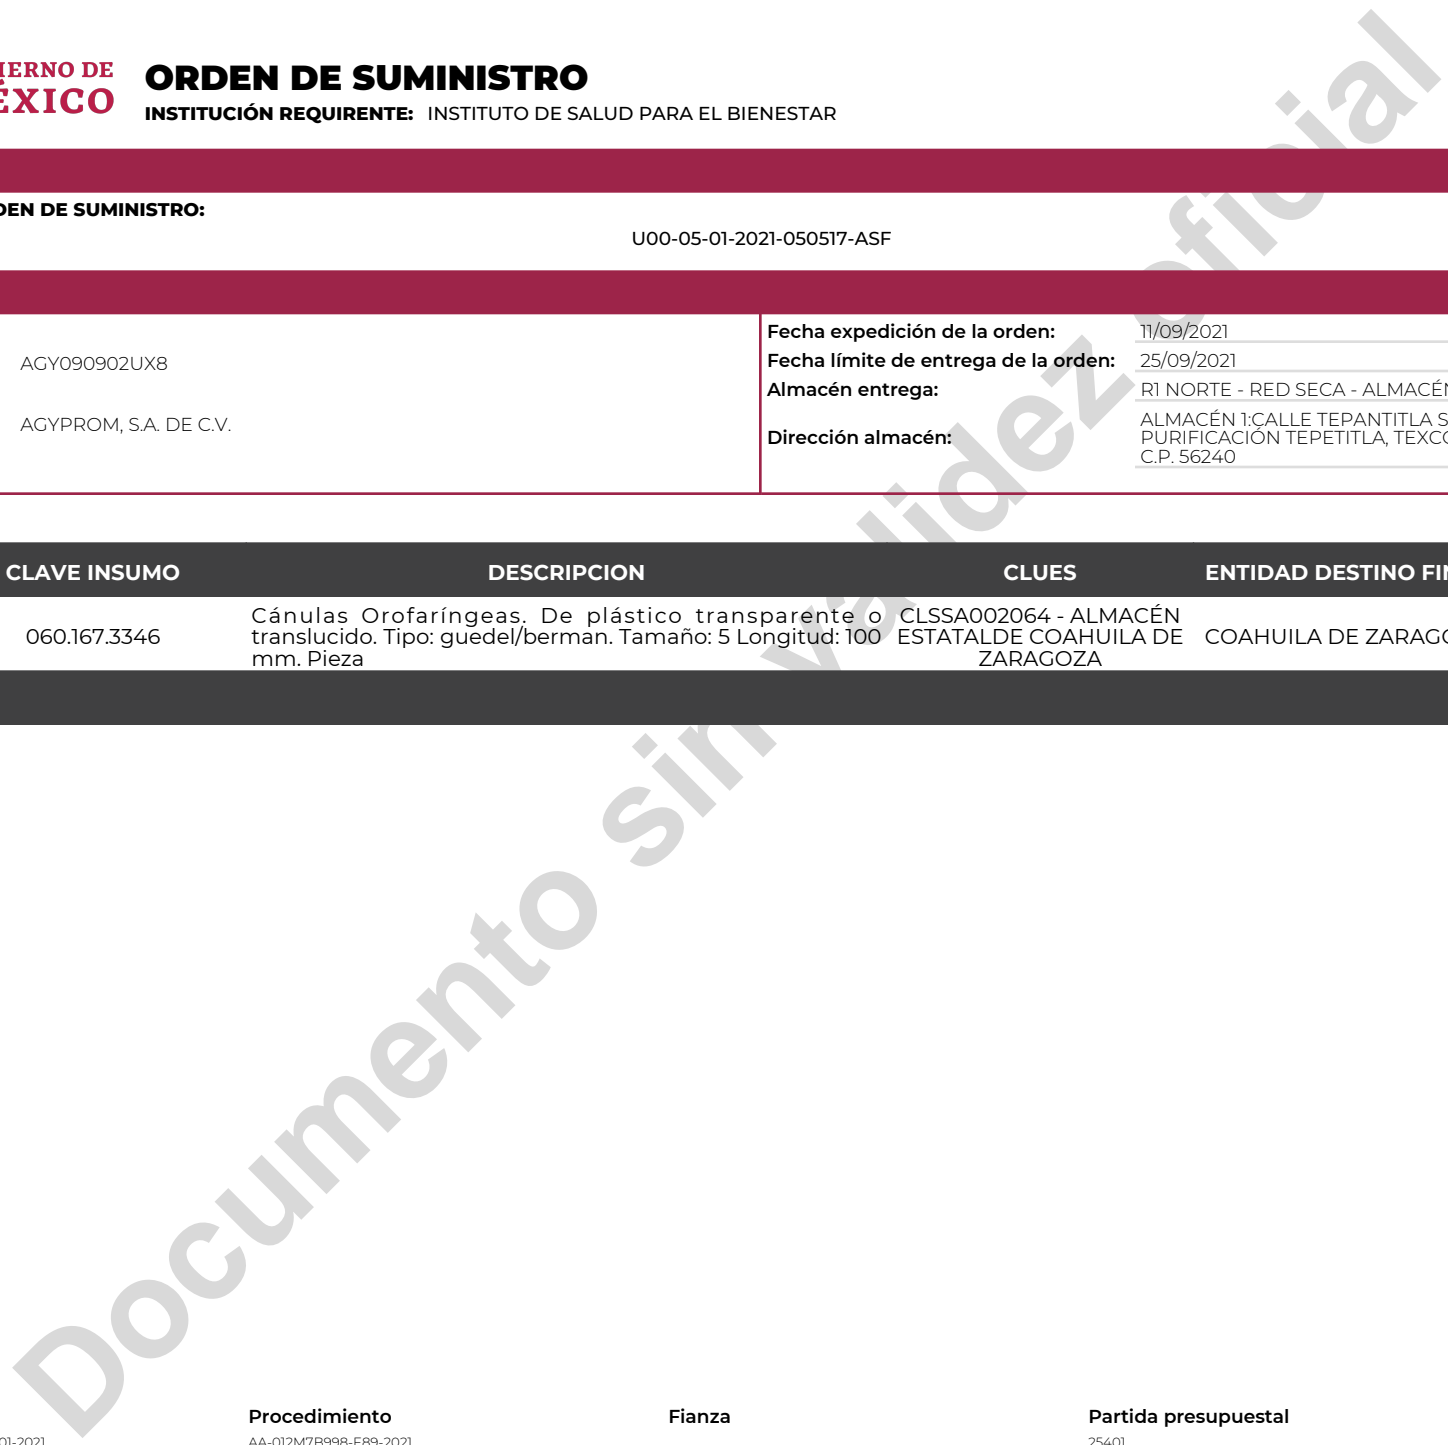 IERNO DE
ÉXICO
ORDEN DE SUMINISTRO
INSTITUCIÓN REQUIRENTE: INSTITUTO DE SALUD PARA EL BIENESTAR
DEN DE SUMINISTRO:
U00-05-01-2021-050517-ASF
AGY090902UX8
AGYPROM, S.A. DE C.V.
Fecha expedición de la orden: 11/09/2021
Fecha límite de entrega de la orden: 25/09/2021
Almacén entrega: R1 NORTE - RED SECA - ALMACÉN
Dirección almacén: ALMACÉN 1:CALLE TEPANTITLA S
PURIFICACIÓN TEPETITLA, TEXCO
C.P. 56240
CLAVE INSUMO DESCRIPCION CLUES ENTIDAD DESTINO FIN
060.167.3346
Cánulas Orofaríngeas. De plástico transparente o
translucido. Tipo: guedel/berman. Tamaño: 5 Longitud: 100
mm. Pieza
CLSSA002064 - ALMACÉN
ESTATALDE COAHUILA DE
ZARAGOZA
COAHUILA DE ZARAGO
Documento sin validez oficial
Procedimiento Fianza Partida presupuestal
01-2021 AA-012M7B998-E89-2021 25401